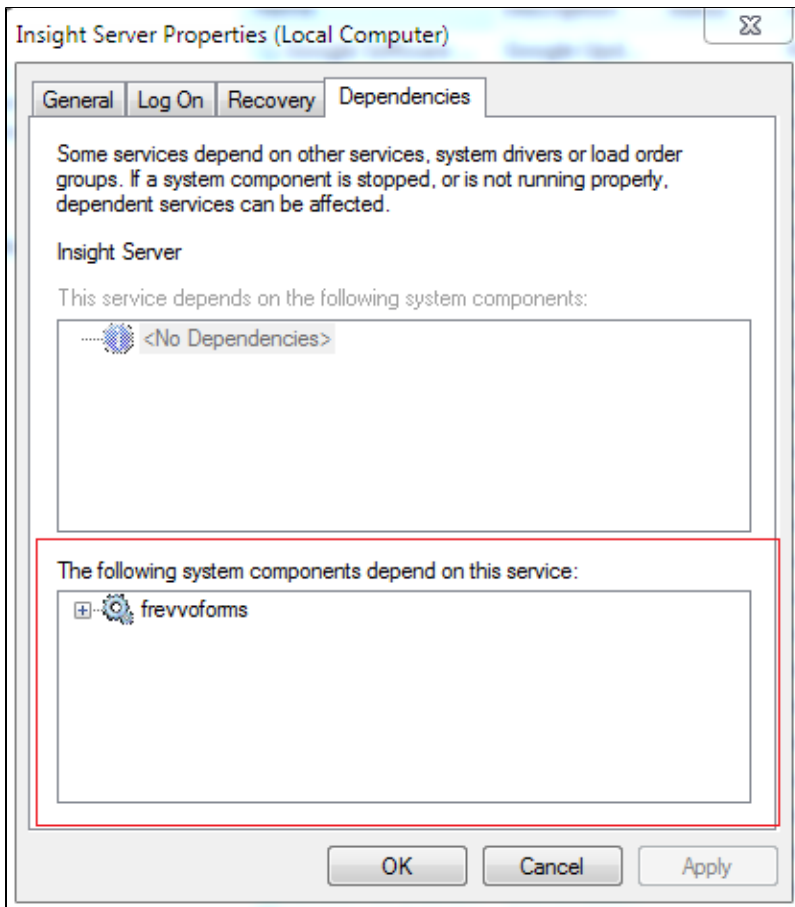 Insight Server Properties (Local Computer)
General Log On Recovery Dependencies
Some services depend on other services, system drivers or load order
groups. If a system component is stopped, or is not running properly,
dependent services can be affected.
Insight Server
This service depends on the following system components:
<No Dependencies>
The following system components depend on this service:
frevvoforms
OK Cancel Apply